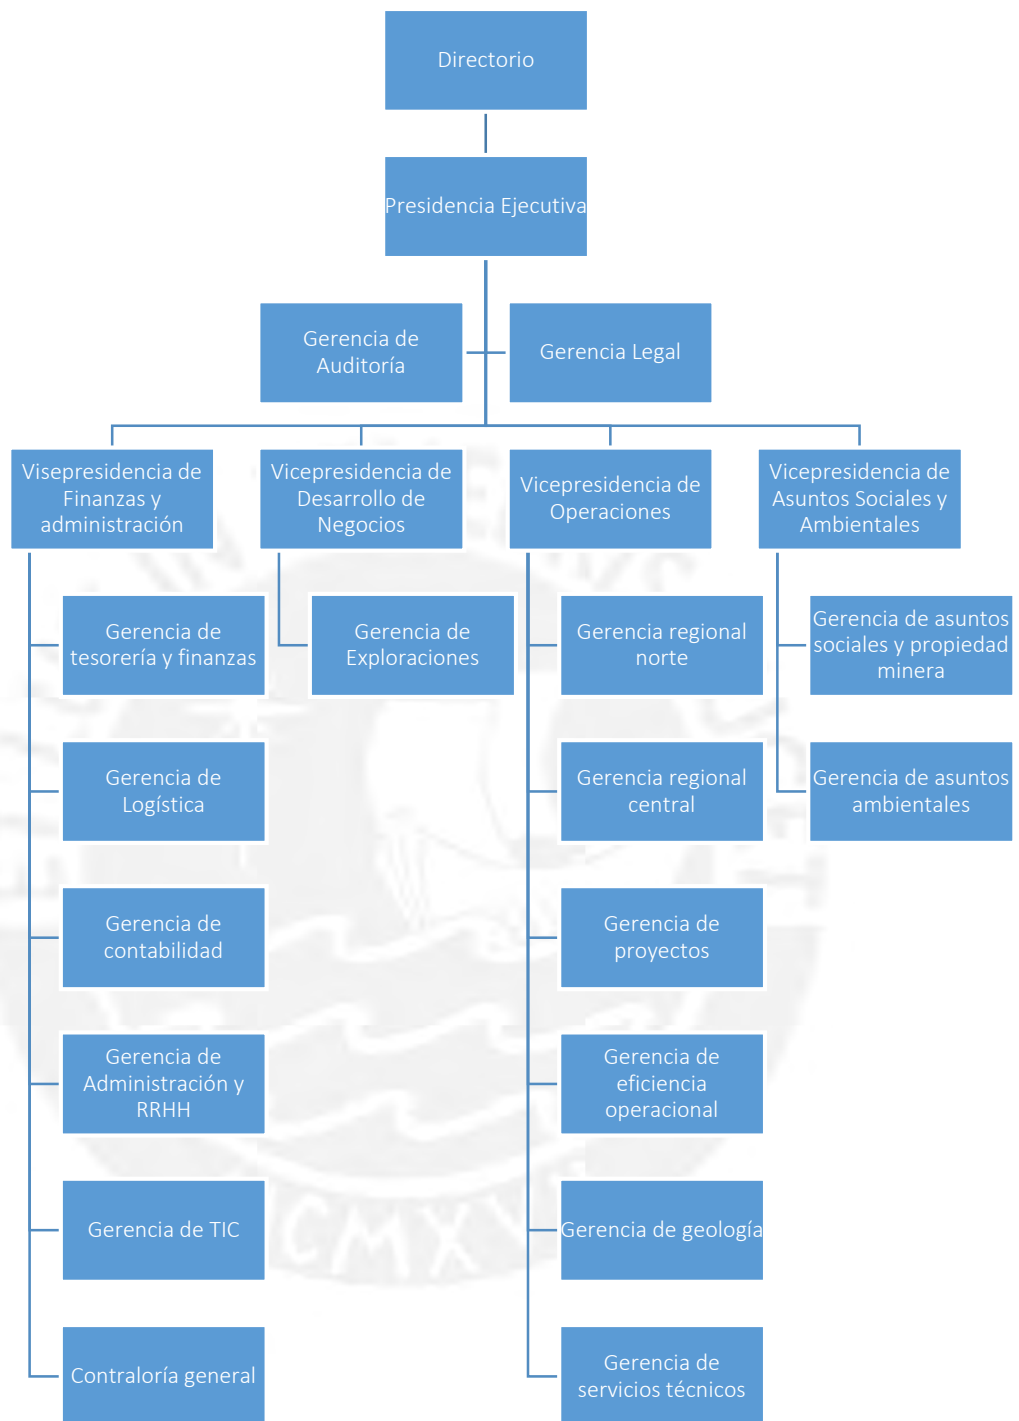 Directorio
Presidencia Ejecutiva
Gerencia de
Auditoría
Gerencia Legal
Visepresidencia de
Finanzas y
administración
Vicepresidencia de
Desarrollo de
Negocios
Vicepresidencia de
Operaciones
Vicepresidencia de
Asuntos Sociales y
Ambientales
Gerencia de
tesorería y finanzas
Gerencia de
Exploraciones
Gerencia regional
norte
Gerencia de asuntos
sociales y propiedad
minera
Gerencia de
Logística
Gerencia regional
central
Gerencia de asuntos
ambientales
Gerencia de
contabilidad
Gerencia de
proyectos
Gerencia de
Administración y
RRHH
Gerencia de
eficiencia
operacional
Gerencia de TIC
Gerencia de geología
Contraloría general
Gerencia de
servicios técnicos